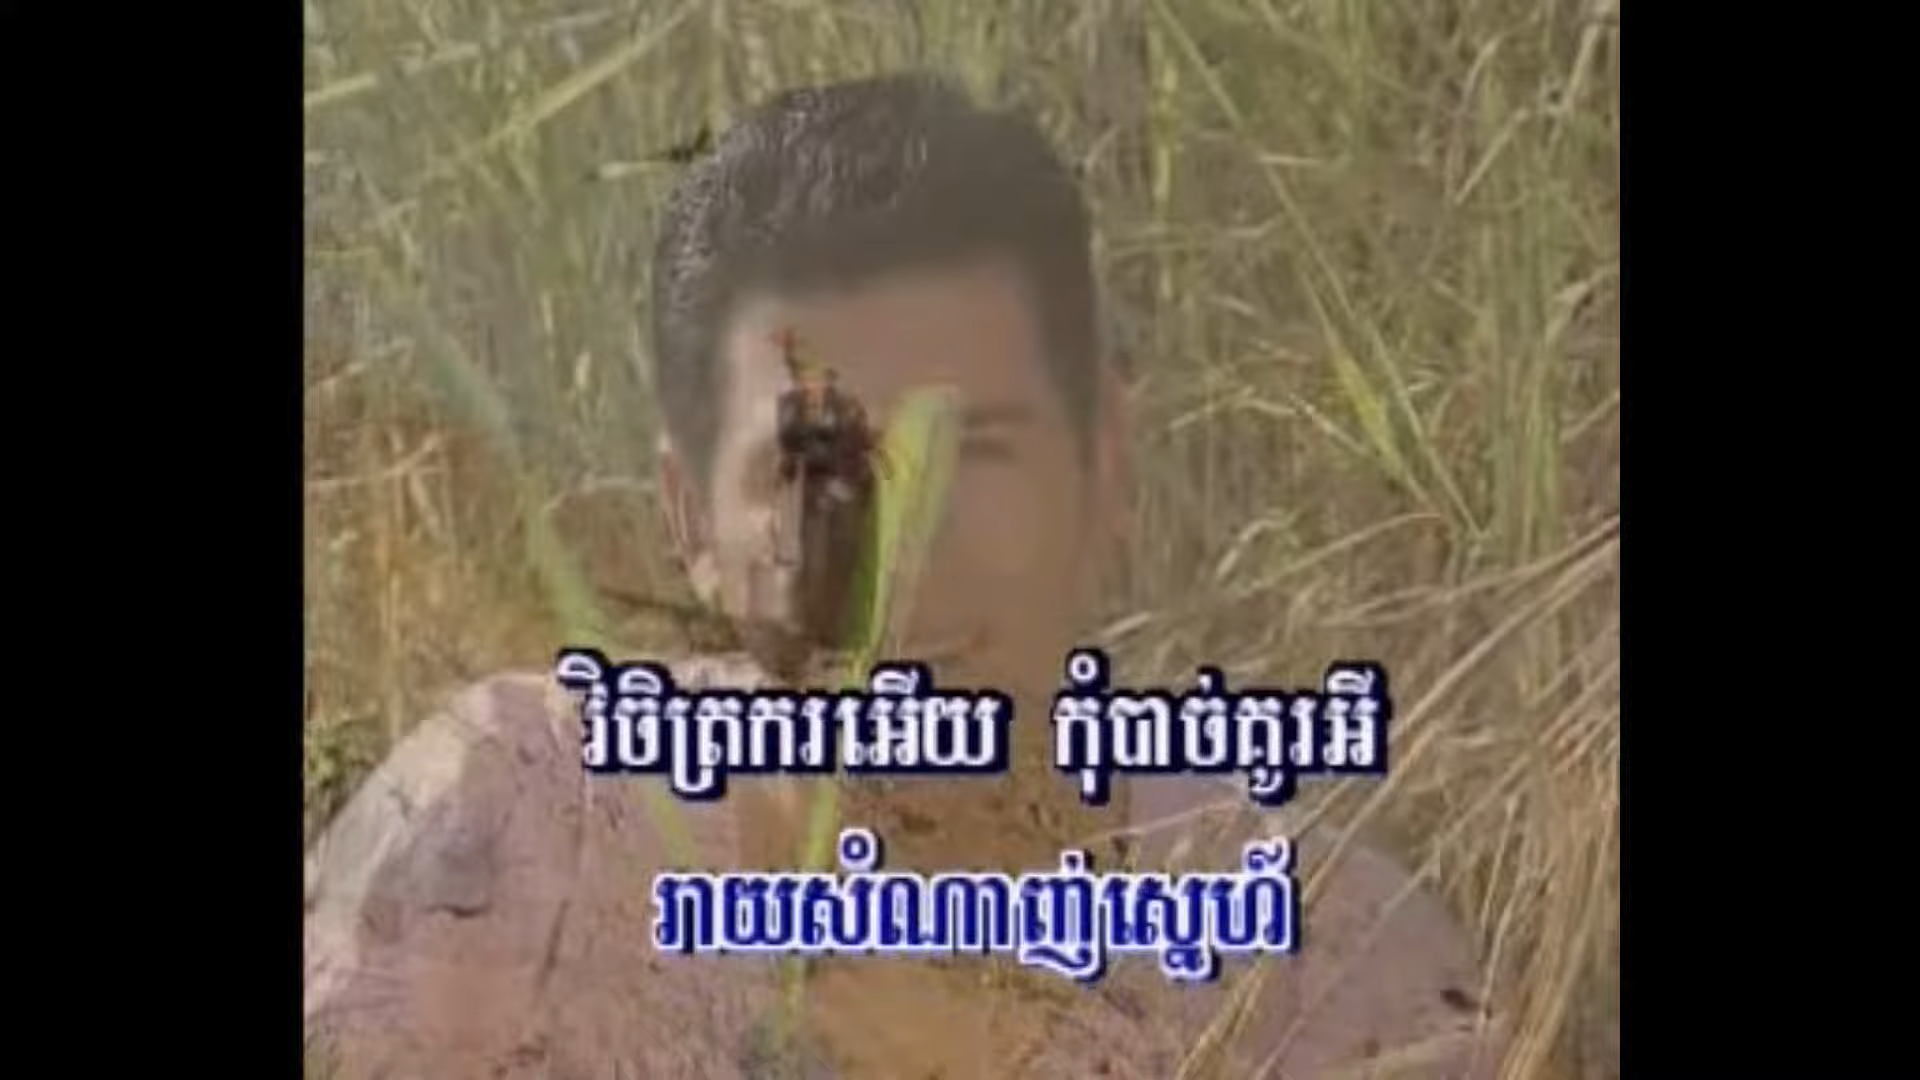 វិចិត្រករអើយ កុំបាច់គូរអី
រាយសំណាញ់ស្នេហ៍